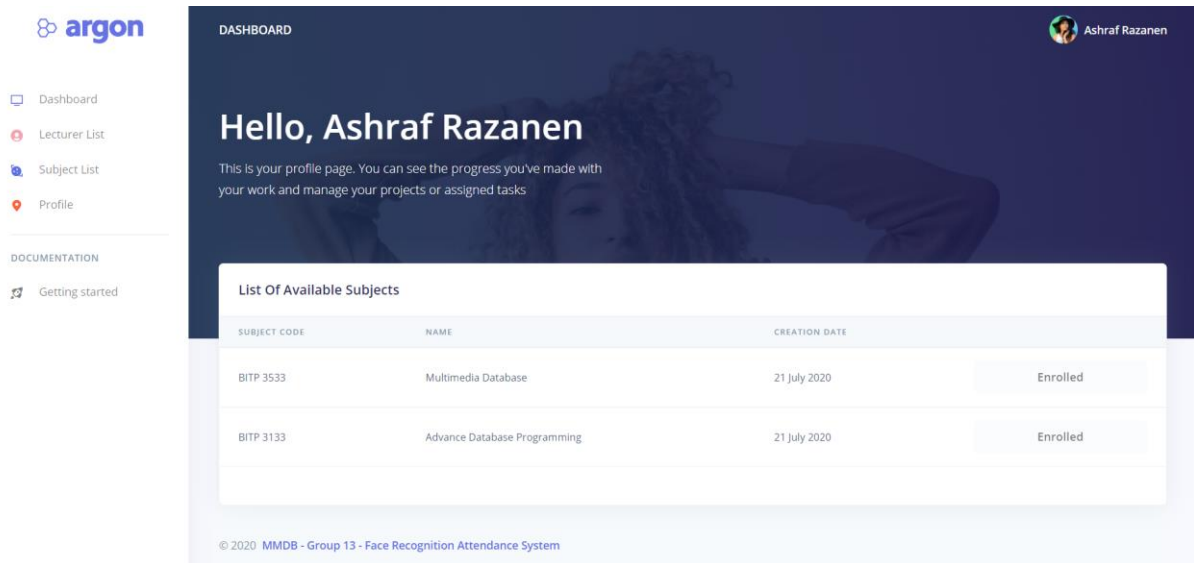 argon
Dashboard
Lecturer List
Subject List
Profile
DOCUMENTATION
Getting started
DASHBOARD
Ashraf Razanen
Hello, Ashraf Razanen
This is your profile page. You can see the progress you've made with
your work and manage your projects or assigned tasks
List Of Available Subjects
SUBJECT CODE NAME CREATION DATE
BITP 3533 Multimedia Database 21 July 2020 Enrolled
BITP 3133 Advance Database Programming 21 July 2020 Enrolled
© 2020 MMDB - Group 13 - Face Recognition Attendance System